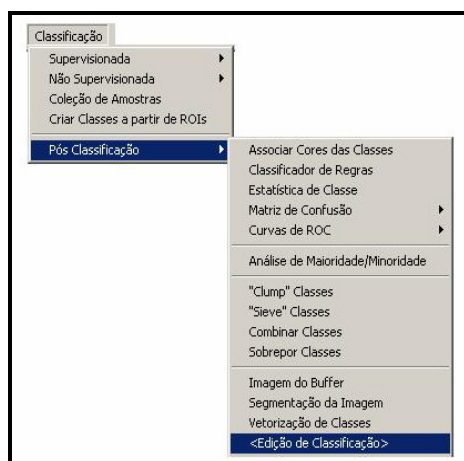 Classificação
Supervisionada
Não Supervisionada
Coleção de Amostras
Criar Classes a partir de ROIs
Pós Classificação
Associar Cores das Classes
Classificador de Regras
Estatística de Classe
Matriz de Confusão
Curvas de ROC
Análise de Maioridade/Minoridade
"Clump" Classes
"Sieve" Classes
Combinar Classes
Sobrepor Classes
Imagem do Buffer
Segmentação da Imagem
Vetorização de Classes
<Edição de Classificação>